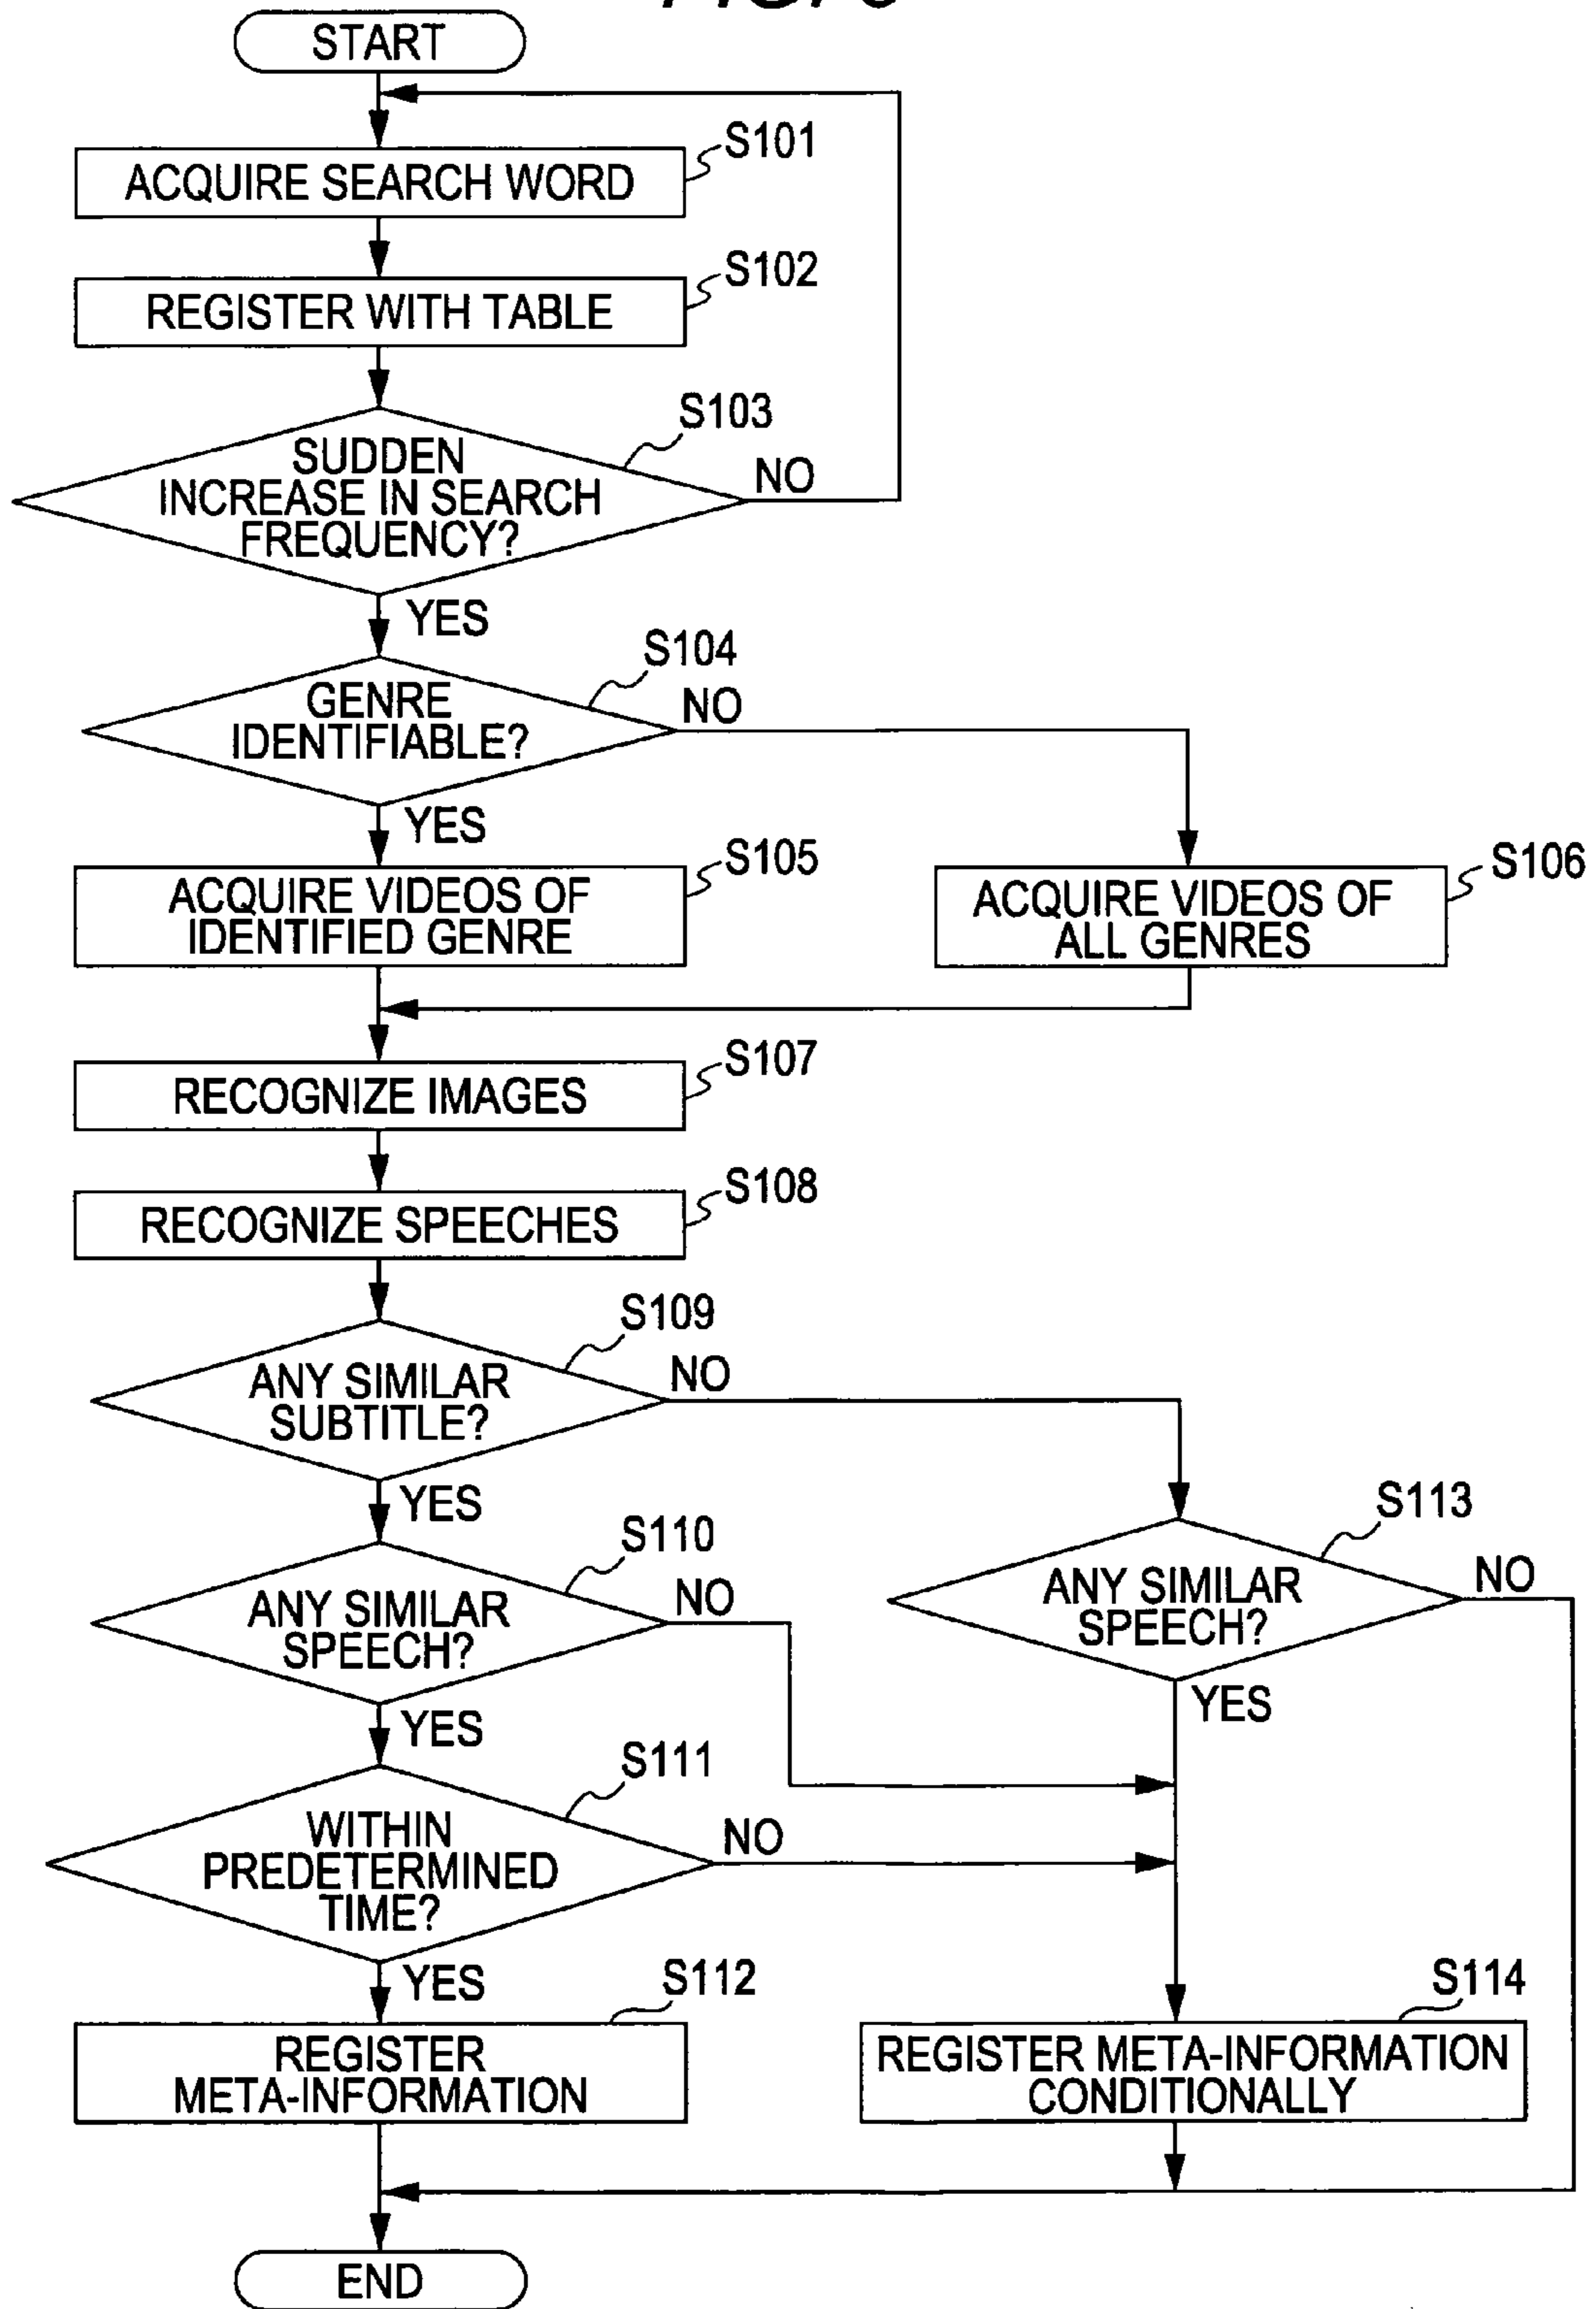 START
S101
ACQUIRE SEARCH WORD
S102
REGISTER WITH TABLE
S103
SUDDEN
INCREASE IN SEARCH
FREQUENCY?
NO
YES
S104
GENRE
IDENTIFIABLE?
NO
YES
S105
ACQUIRE VIDEOS OF
IDENTIFIED GENRE
S106
ACQUIRE VIDEOS OF
ALL GENRES
S107
RECOGNIZE IMAGES
S108
RECOGNIZE SPEECHES
S109
ANY SIMILAR
SUBTITLE?
NO
YES
S110
ANY SIMILAR
SPEECH?
NO
YES
S113
ANY SIMILAR
SPEECH?
NO
YES
S111
WITHIN
PREDETERMINED
TIME?
NO
YES
S112
REGISTER
META-INFORMATION
S114
REGISTER META-INFORMATION
CONDITIONALLY
END